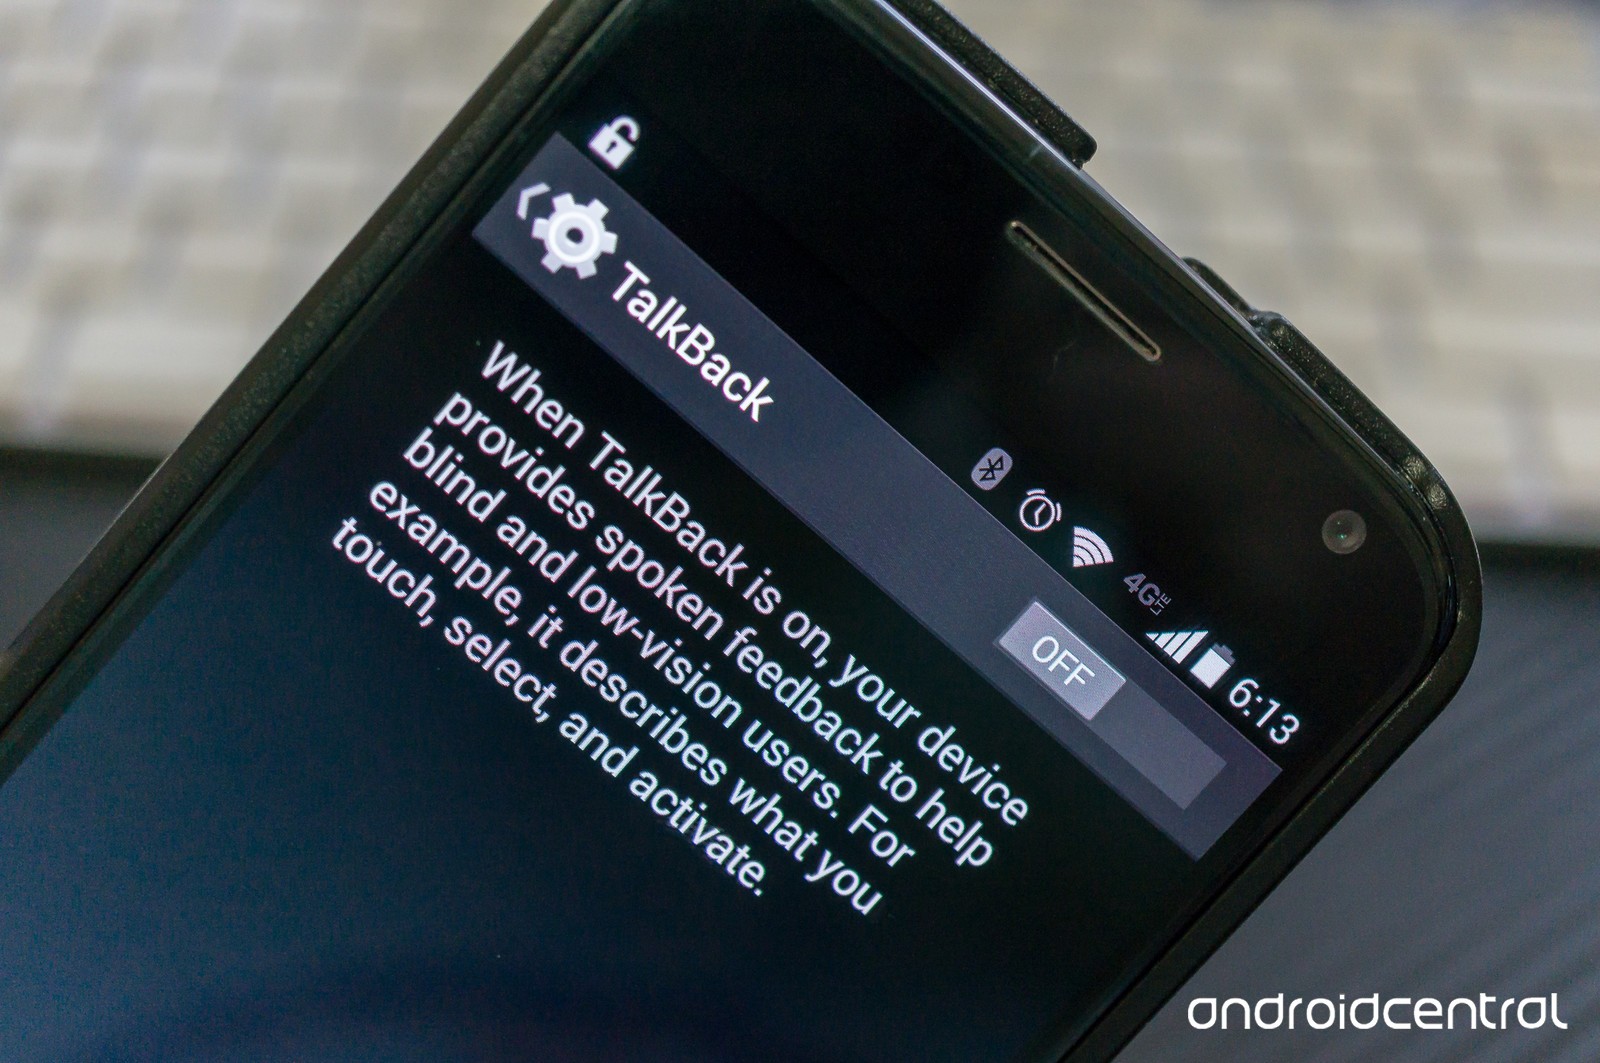 4G LTE 6:13
TalkBack OFF
When TalkBack is on, your device
provides spoken feedback to help
blind and low-vision users. For
example, it describes what you
touch, select, and activate.
androidcentral